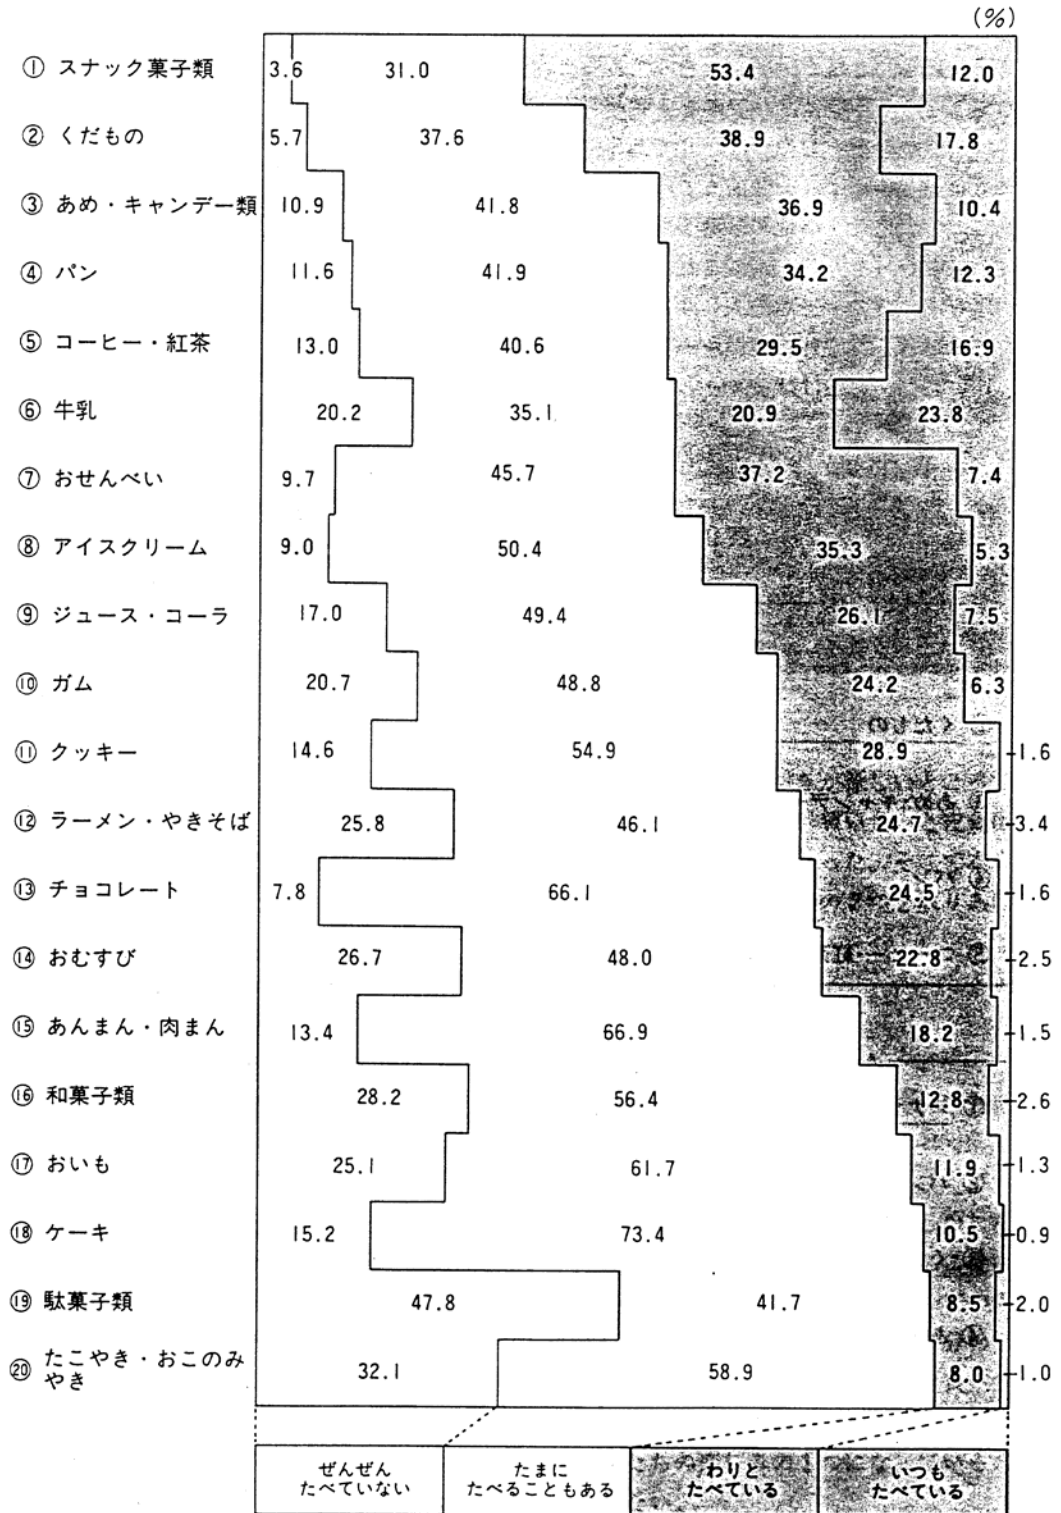 (%)
① スナック菓子類 3.6 31.0 53.4 12.0
② くだもの 5.7 37.6 38.9 17.8
③ あめ・キャンデー類 10.9 41.8 36.9 10.4
④ パン 11.6 41.9 34.2 12.3
⑤ コーヒー・紅茶 13.0 40.6 29.5 16.9
⑥ 牛乳 20.2 35.1 20.9 23.8
⑦ おせんべい 9.7 45.7 37.2 7.4
⑧ アイスクリーム 9.0 50.4 35.3 5.3
⑨ ジュース・コーラ 17.0 49.4 26.1 7.5
⑩ ガム 20.7 48.8 24.2 6.3
⑪ クッキー 14.6 54.9 28.9 1.6
⑫ ラーメン・やきそば 25.8 46.1 24.7 3.4
⑬ チョコレート 7.8 66.1 24.5 1.6
⑭ おむすび 26.7 48.0 22.8 2.5
⑮ あんまん・肉まん 13.4 66.9 18.2 1.5
⑯ 和菓子類 28.2 56.4 12.8 2.6
⑰ おいも 25.1 61.7 11.9 1.3
⑱ ケーキ 15.2 73.4 10.5 0.9
⑲ 駄菓子類 47.8 41.7 8.5 2.0
⑳ たこやき・おこのみ
やき 32.1 58.9 8.0 1.0
ぜんぜん
たべていない
たまに
たべることもある
わりと
たべている
いつも
たべている